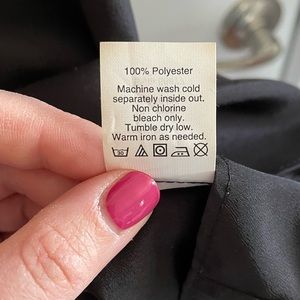 100% Polyester
Machine wash cold
separately inside out.
Non chlorine
bleach only.
Tumble dry low.
Warm iron as needed.